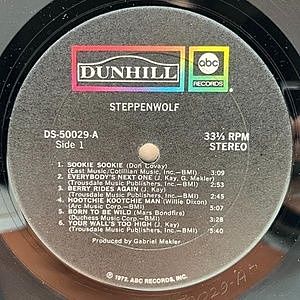 DUNHILL
abc
RECORDS
STEPPENWOLF
DS-50029-A
Side 1
33⅓ RPM
STEREO
1. SOOKIE SOOKIE (Don Covay)
(East Music/Cotillion Music, Inc.—BMI) 3:09
2. EVERYBODY'S NEXT ONE (J. Kay, G. Mekler)
(Trousdale Music Publishers, Inc.—BMI) 2:53
3. BERRY RIDES AGAIN (J. Kay)
(Trousdale Music Publishers, Inc.—BMI) 2:45
4. HOOTCHIE KOOTCHIE MAN (Willie Dixon)
(Arc Music Corp.—BMI) 5:07
5. BORN TO BE WILD (Mars Bondfire)
(Duchess Music Corp.—BMI) 3:28
6. YOUR WALL'S TOO HIGH (J. Kay)
(Trousdale Music Publishers, Inc.—BMI) 5:40
Produced by Gabriel Mekler
© 1972, ABC RECORDS, INC.